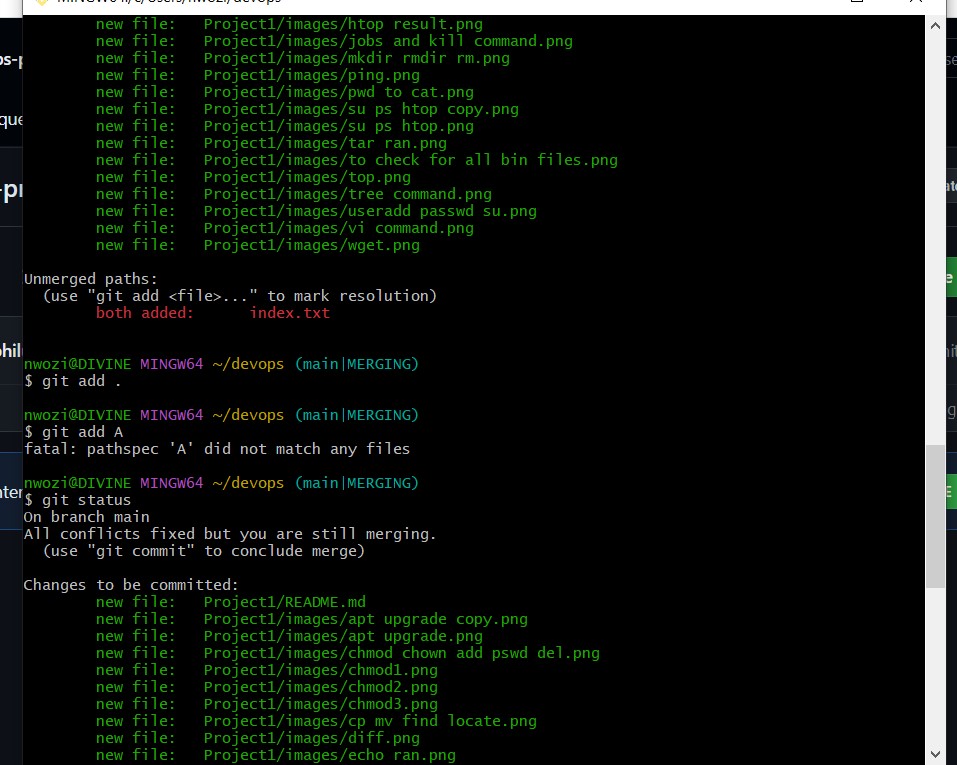 new file:   Project1/images/htop result.png
new file:   Project1/images/jobs and kill command.png
new file:   Project1/images/mkdir rmdir rm.png
new file:   Project1/images/ping.png
new file:   Project1/images/pwd to cat.png
new file:   Project1/images/su ps htop copy.png
new file:   Project1/images/su ps htop.png
new file:   Project1/images/tar ran.png
new file:   Project1/images/to check for all bin files.png
new file:   Project1/images/top.png
new file:   Project1/images/tree command.png
new file:   Project1/images/useradd passwd su.png
new file:   Project1/images/vi command.png
new file:   Project1/images/wget.png
Unmerged paths:
(use "git add <file>..." to mark resolution)
both added:      index.txt
nwozi@DIVINE MINGW64 ~/devops (main|MERGING)
$ git add .
nwozi@DIVINE MINGW64 ~/devops (main|MERGING)
$ git add A
fatal: pathspec 'A' did not match any files
nwozi@DIVINE MINGW64 ~/devops (main|MERGING)
$ git status
On branch main
All conflicts fixed but you are still merging.
(use "git commit" to conclude merge)
Changes to be committed:
new file:   Project1/README.md
new file:   Project1/images/apt upgrade copy.png
new file:   Project1/images/apt upgrade.png
new file:   Project1/images/chmod chown add pswd del.png
new file:   Project1/images/chmod1.png
new file:   Project1/images/chmod2.png
new file:   Project1/images/chmod3.png
new file:   Project1/images/cp mv find locate.png
new file:   Project1/images/diff.png
new file:   Project1/images/echo ran.png